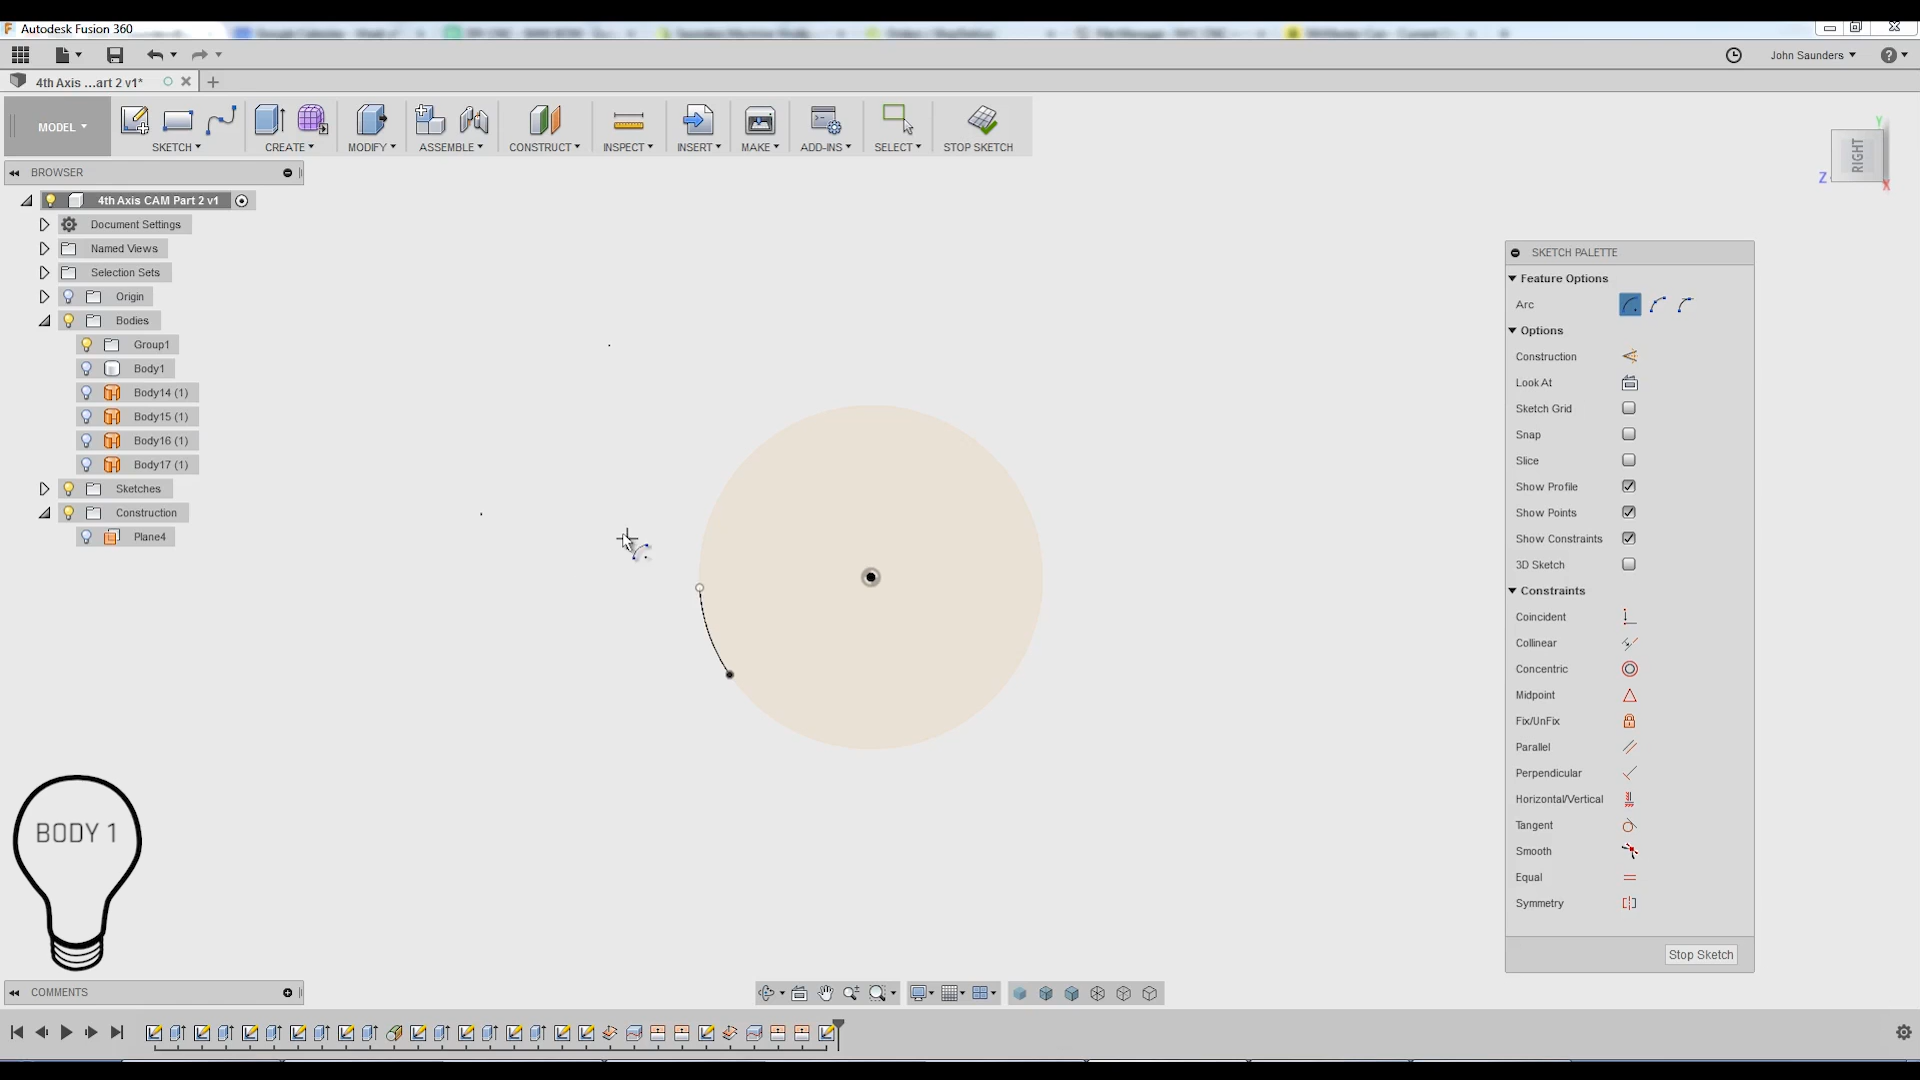 Autodesk Fusion 360
John Saunders
4th Axis ...art 2 v1*
MODEL
SKETCH
CREATE
MODIFY
ASSEMBLE
CONSTRUCT
INSPECT
INSERT
MAKE
ADD-INS
SELECT
STOP SKETCH
Y
RIGHT
Z
X
BROWSER
4th Axis CAM Part 2 v1
Document Settings
Named Views
Selection Sets
Origin
Bodies
Group1
Body1
Body14 (1)
Body15 (1)
Body16 (1)
Body17 (1)
Sketches
Construction
Plane4
SKETCH PALETTE
Feature Options
Arc
Options
Construction
Look At
Sketch Grid
Snap
Slice
Show Profile
Show Points
Show Constraints
3D Sketch
Constraints
Coincident
Collinear
Concentric
Midpoint
Fix/UnFix
Parallel
Perpendicular
Horizontal/Vertical
Tangent
Smooth
Equal
Symmetry
Stop Sketch
BODY 1
COMMENTS